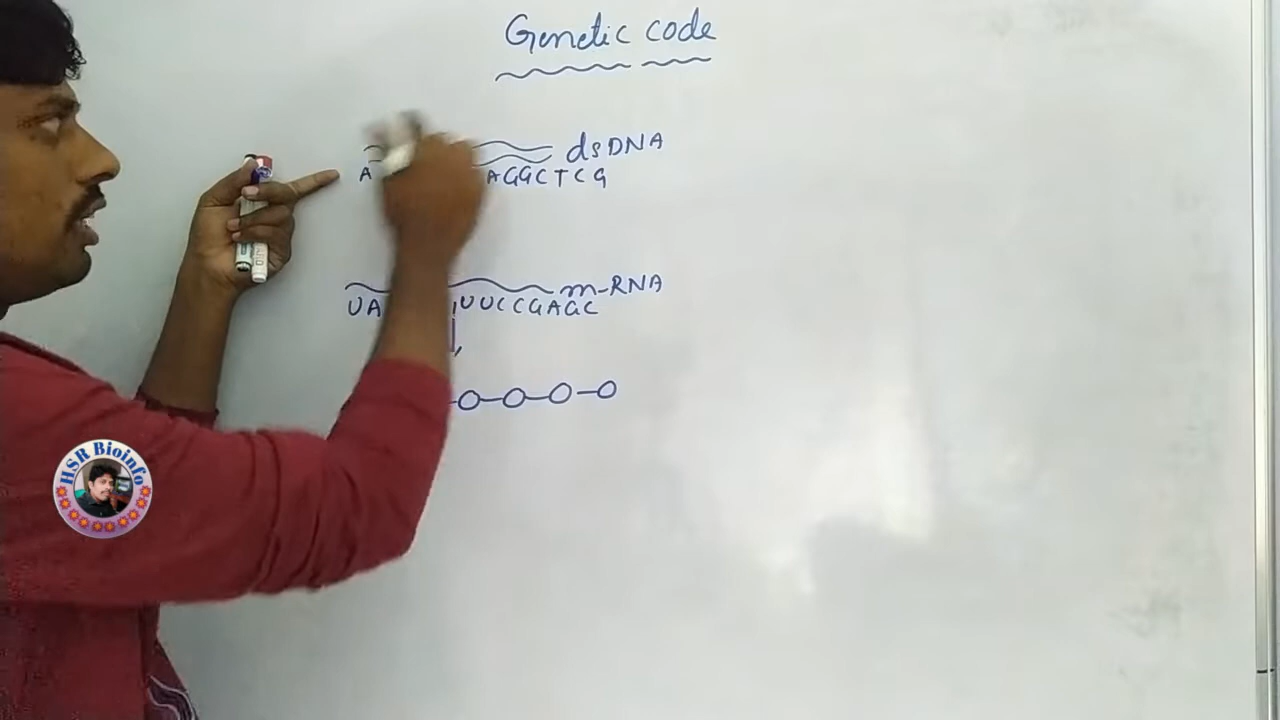 Genetic code
dsDNA
A AGGCTCG
m-RNA
UA UUCCGAGC
HSR Bioinfo